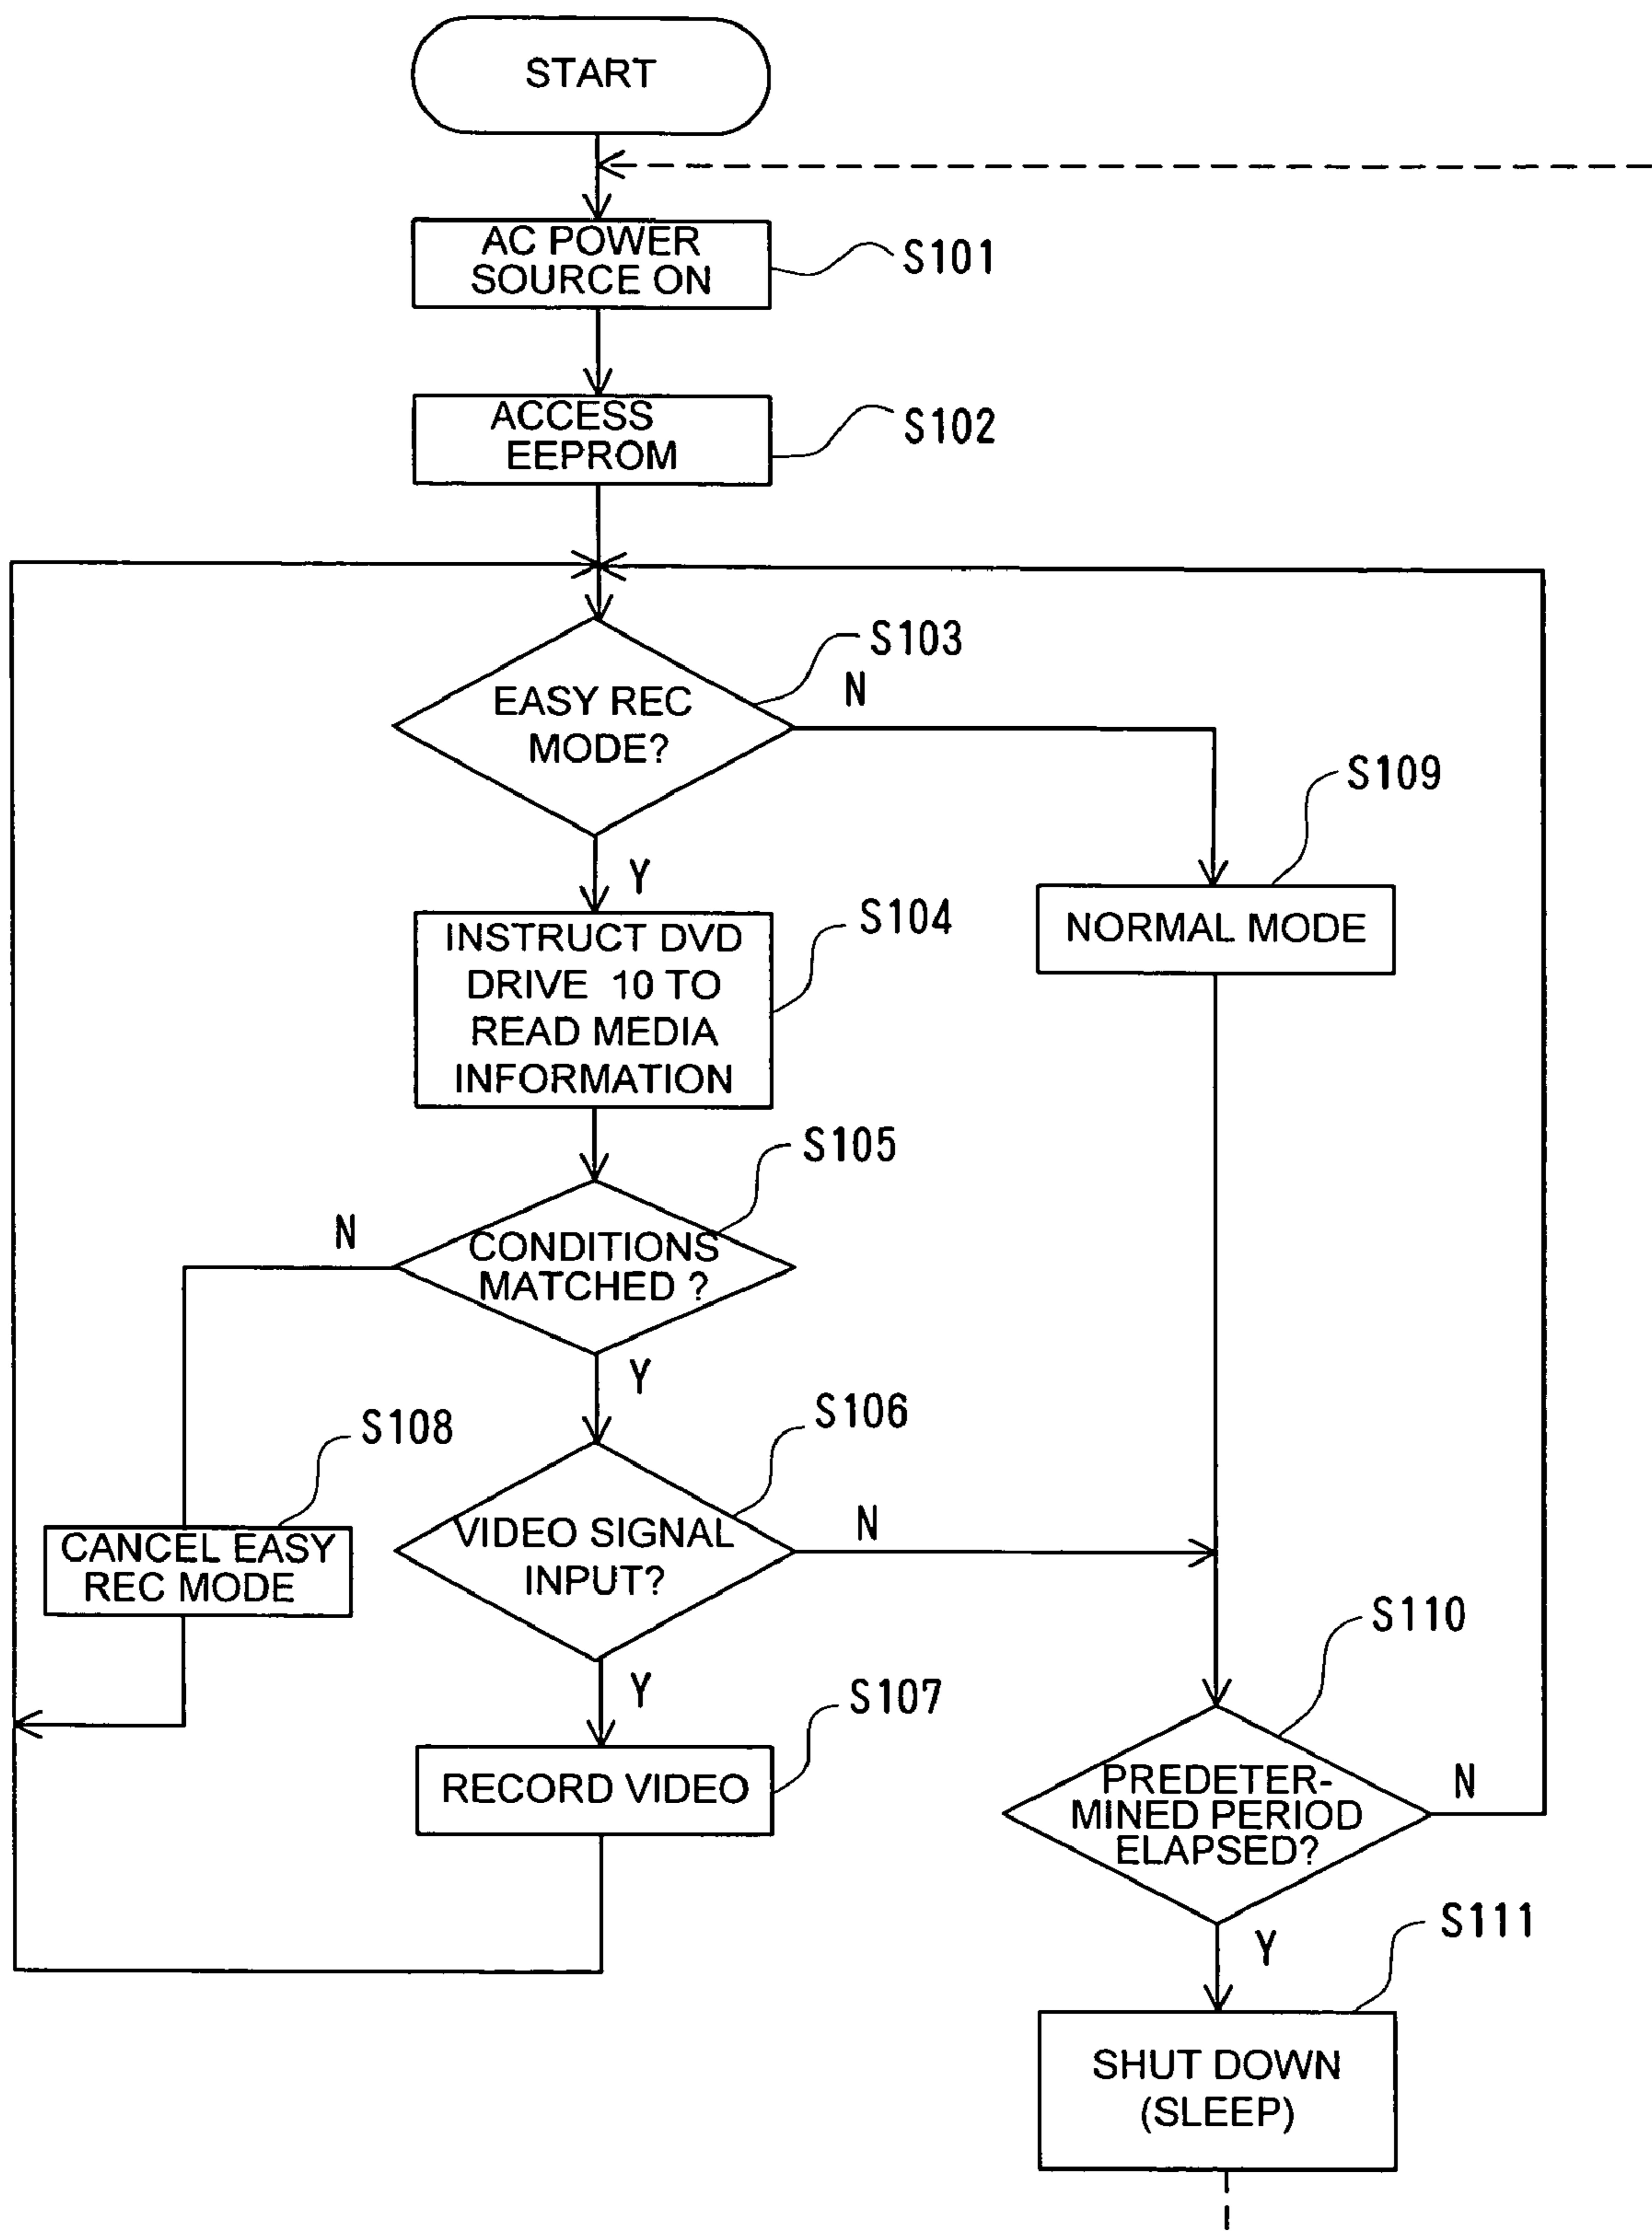 START
AC POWER
SOURCE ON
S101
ACCESS
EEPROM
S102
EASY REC
MODE?
S103
N
Y
S109
NORMAL MODE
INSTRUCT DVD
DRIVE 10 TO
READ MEDIA
INFORMATION
S104
S105
CONDITIONS
MATCHED ?
N
Y
S108
CANCEL EASY
REC MODE
S106
VIDEO SIGNAL
INPUT?
N
Y
S107
RECORD VIDEO
S110
PREDETER-
MINED PERIOD
ELAPSED?
N
Y
S111
SHUT DOWN
(SLEEP)